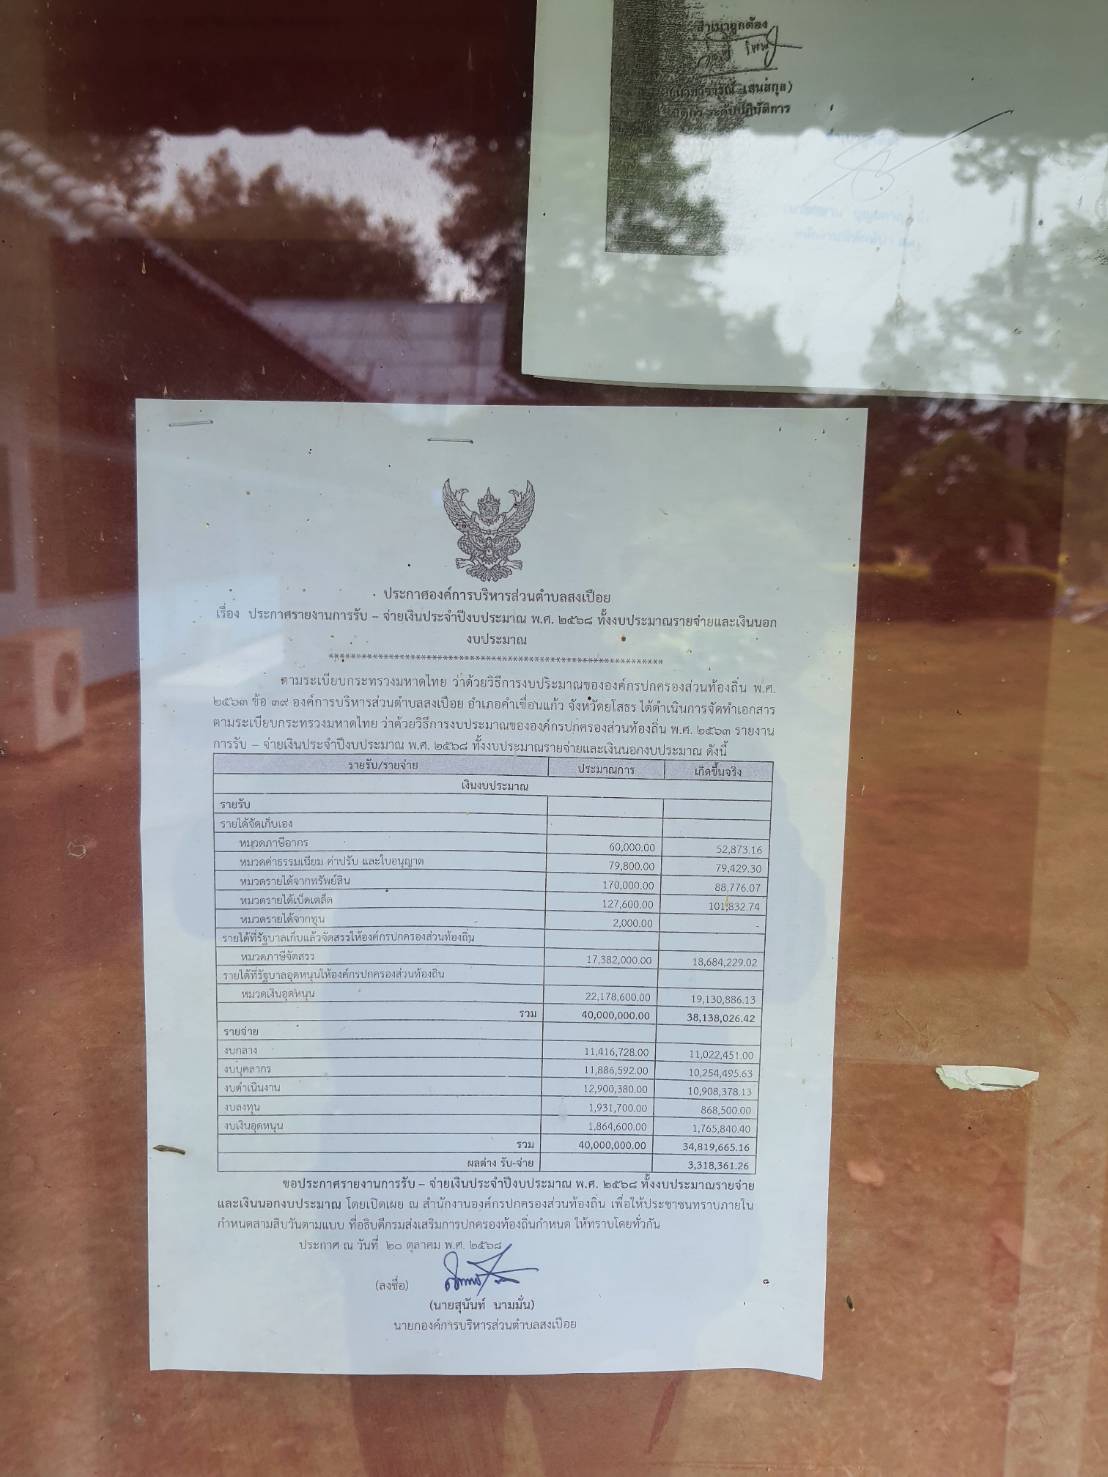 สำเนาถูกต้อง
ประกาศองค์การบริหารส่วนตำบลสงเปือย
เรื่อง ประกาศรายงานการรับ – จ่ายเงินประจำปีงบประมาณ พ.ศ. ๒๕๖๘ ทั้งงบประมาณรายจ่ายและเงินนอก
งบประมาณ
ตามระเบียบกระทรวงมหาดไทย ว่าด้วยวิธีการงบประมาณขององค์กรปกครองส่วนท้องถิ่น พ.ศ.
๒๕๖๓ ข้อ ๓๙ องค์การบริหารส่วนตำบลสงเปือย อำเภอคำเขื่อนแก้ว จังหวัดยโสธร ได้ดำเนินการจัดทำเอกสาร
ตามระเบียบกระทรวงมหาดไทย ว่าด้วยวิธีการงบประมาณขององค์กรปกครองส่วนท้องถิ่น พ.ศ. ๒๕๖๓ รายงาน
การรับ – จ่ายเงินประจำปีงบประมาณ พ.ศ. ๒๕๖๘ ทั้งงบประมาณรายจ่ายและเงินนอกงบประมาณ ดังนี้
รายรับ/รายจ่าย ประมาณการ เกิดขึ้นจริง
เงินงบประมาณ
รายรับ
รายได้จัดเก็บเอง
หมวดภาษีอากร 60,000.00 52,873.16
หมวดค่าธรรมเนียม ค่าปรับ และใบอนุญาต 79,800.00 79,429.30
หมวดรายได้จากทรัพย์สิน 170,000.00 88,776.07
หมวดรายได้เบ็ดเตล็ด 127,600.00 101,832.74
หมวดรายได้จากทุน 2,000.00 -
รายได้ที่รัฐบาลเก็บแล้วจัดสรรให้องค์กรปกครองส่วนท้องถิ่น
หมวดภาษีจัดสรร 17,382,000.00 18,684,229.02
รายได้ที่รัฐบาลอุดหนุนให้องค์กรปกครองส่วนท้องถิ่น
หมวดเงินอุดหนุน 22,178,600.00 19,130,886.13
รวม 40,000,000.00 38,138,026.42
รายจ่าย
งบกลาง 11,416,728.00 11,022,451.00
งบบุคลากร 11,886,592.00 10,254,495.63
งบดำเนินงาน 12,900,380.00 10,908,378.13
งบลงทุน 1,931,700.00 868,500.00
งบเงินอุดหนุน 1,864,600.00 1,765,840.40
รวม 40,000,000.00 34,819,665.16
ผลต่าง รับ-จ่าย 3,318,361.26
ขอประกาศรายงานการรับ – จ่ายเงินประจำปีงบประมาณ พ.ศ. ๒๕๖๘ ทั้งงบประมาณรายจ่าย
และเงินนอกงบประมาณ โดยเปิดเผย ณ สำนักงานองค์กรปกครองส่วนท้องถิ่น เพื่อให้ประชาชนทราบภายใน
กำหนดสามสิบวันตามแบบ ที่อธิบดีกรมส่งเสริมการปกครองท้องถิ่นกำหนด ให้ทราบโดยทั่วกัน
ประกาศ ณ วันที่ ๒๐ ตุลาคม พ.ศ. ๒๕๖๘
(ลงชื่อ)
(นายสุนันท์ นามมั่น)
นายกองค์การบริหารส่วนตำบลสงเปือย